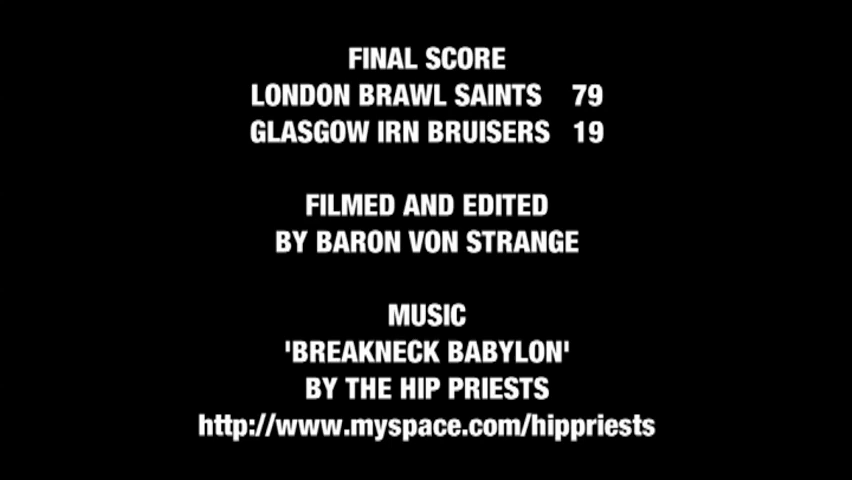 FINAL SCORE
LONDON BRAWL SAINTS 79
GLASGOW IRN BRUISERS 19
FILMED AND EDITED
BY BARON VON STRANGE
MUSIC
'BREAKNECK BABYLON'
BY THE HIP PRIESTS
http://www.myspace.com/hippriests